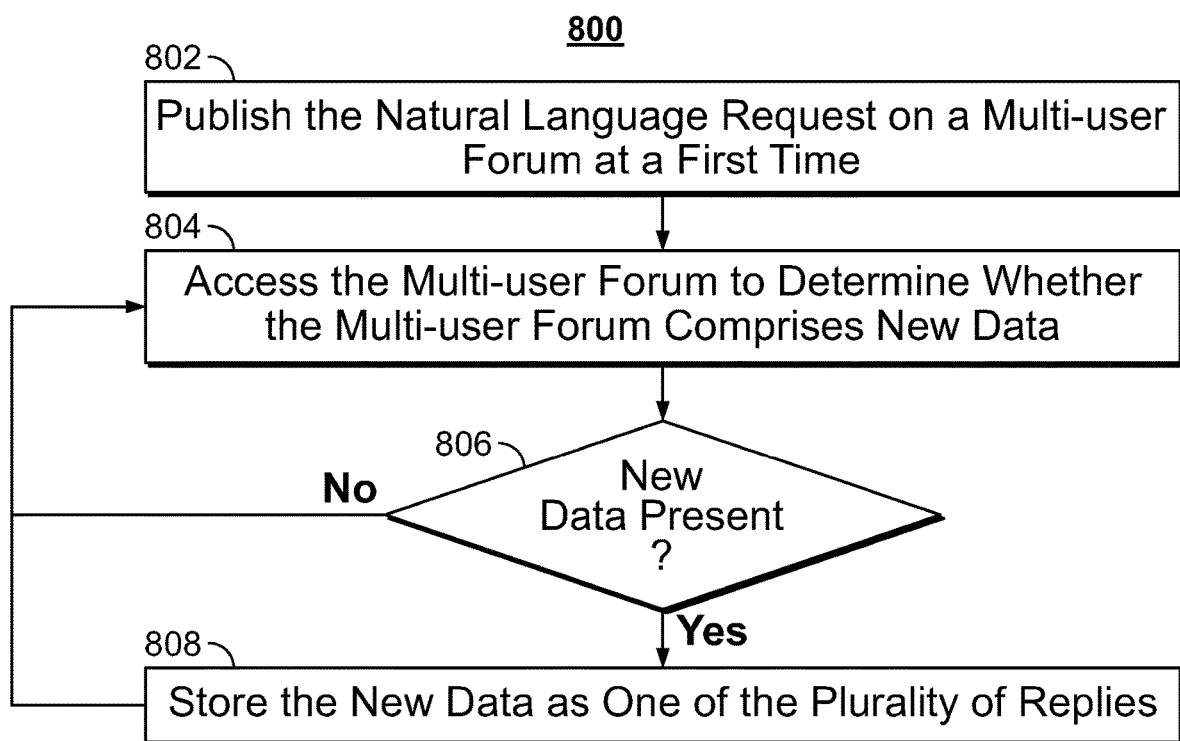 800
802
Publish the Natural Language Request on a Multi-user
Forum at a First Time
804
Access the Multi-user Forum to Determine Whether
the Multi-user Forum Comprises New Data
806
New
Data Present
?
No
Yes
808
Store the New Data as One of the Plurality of Replies